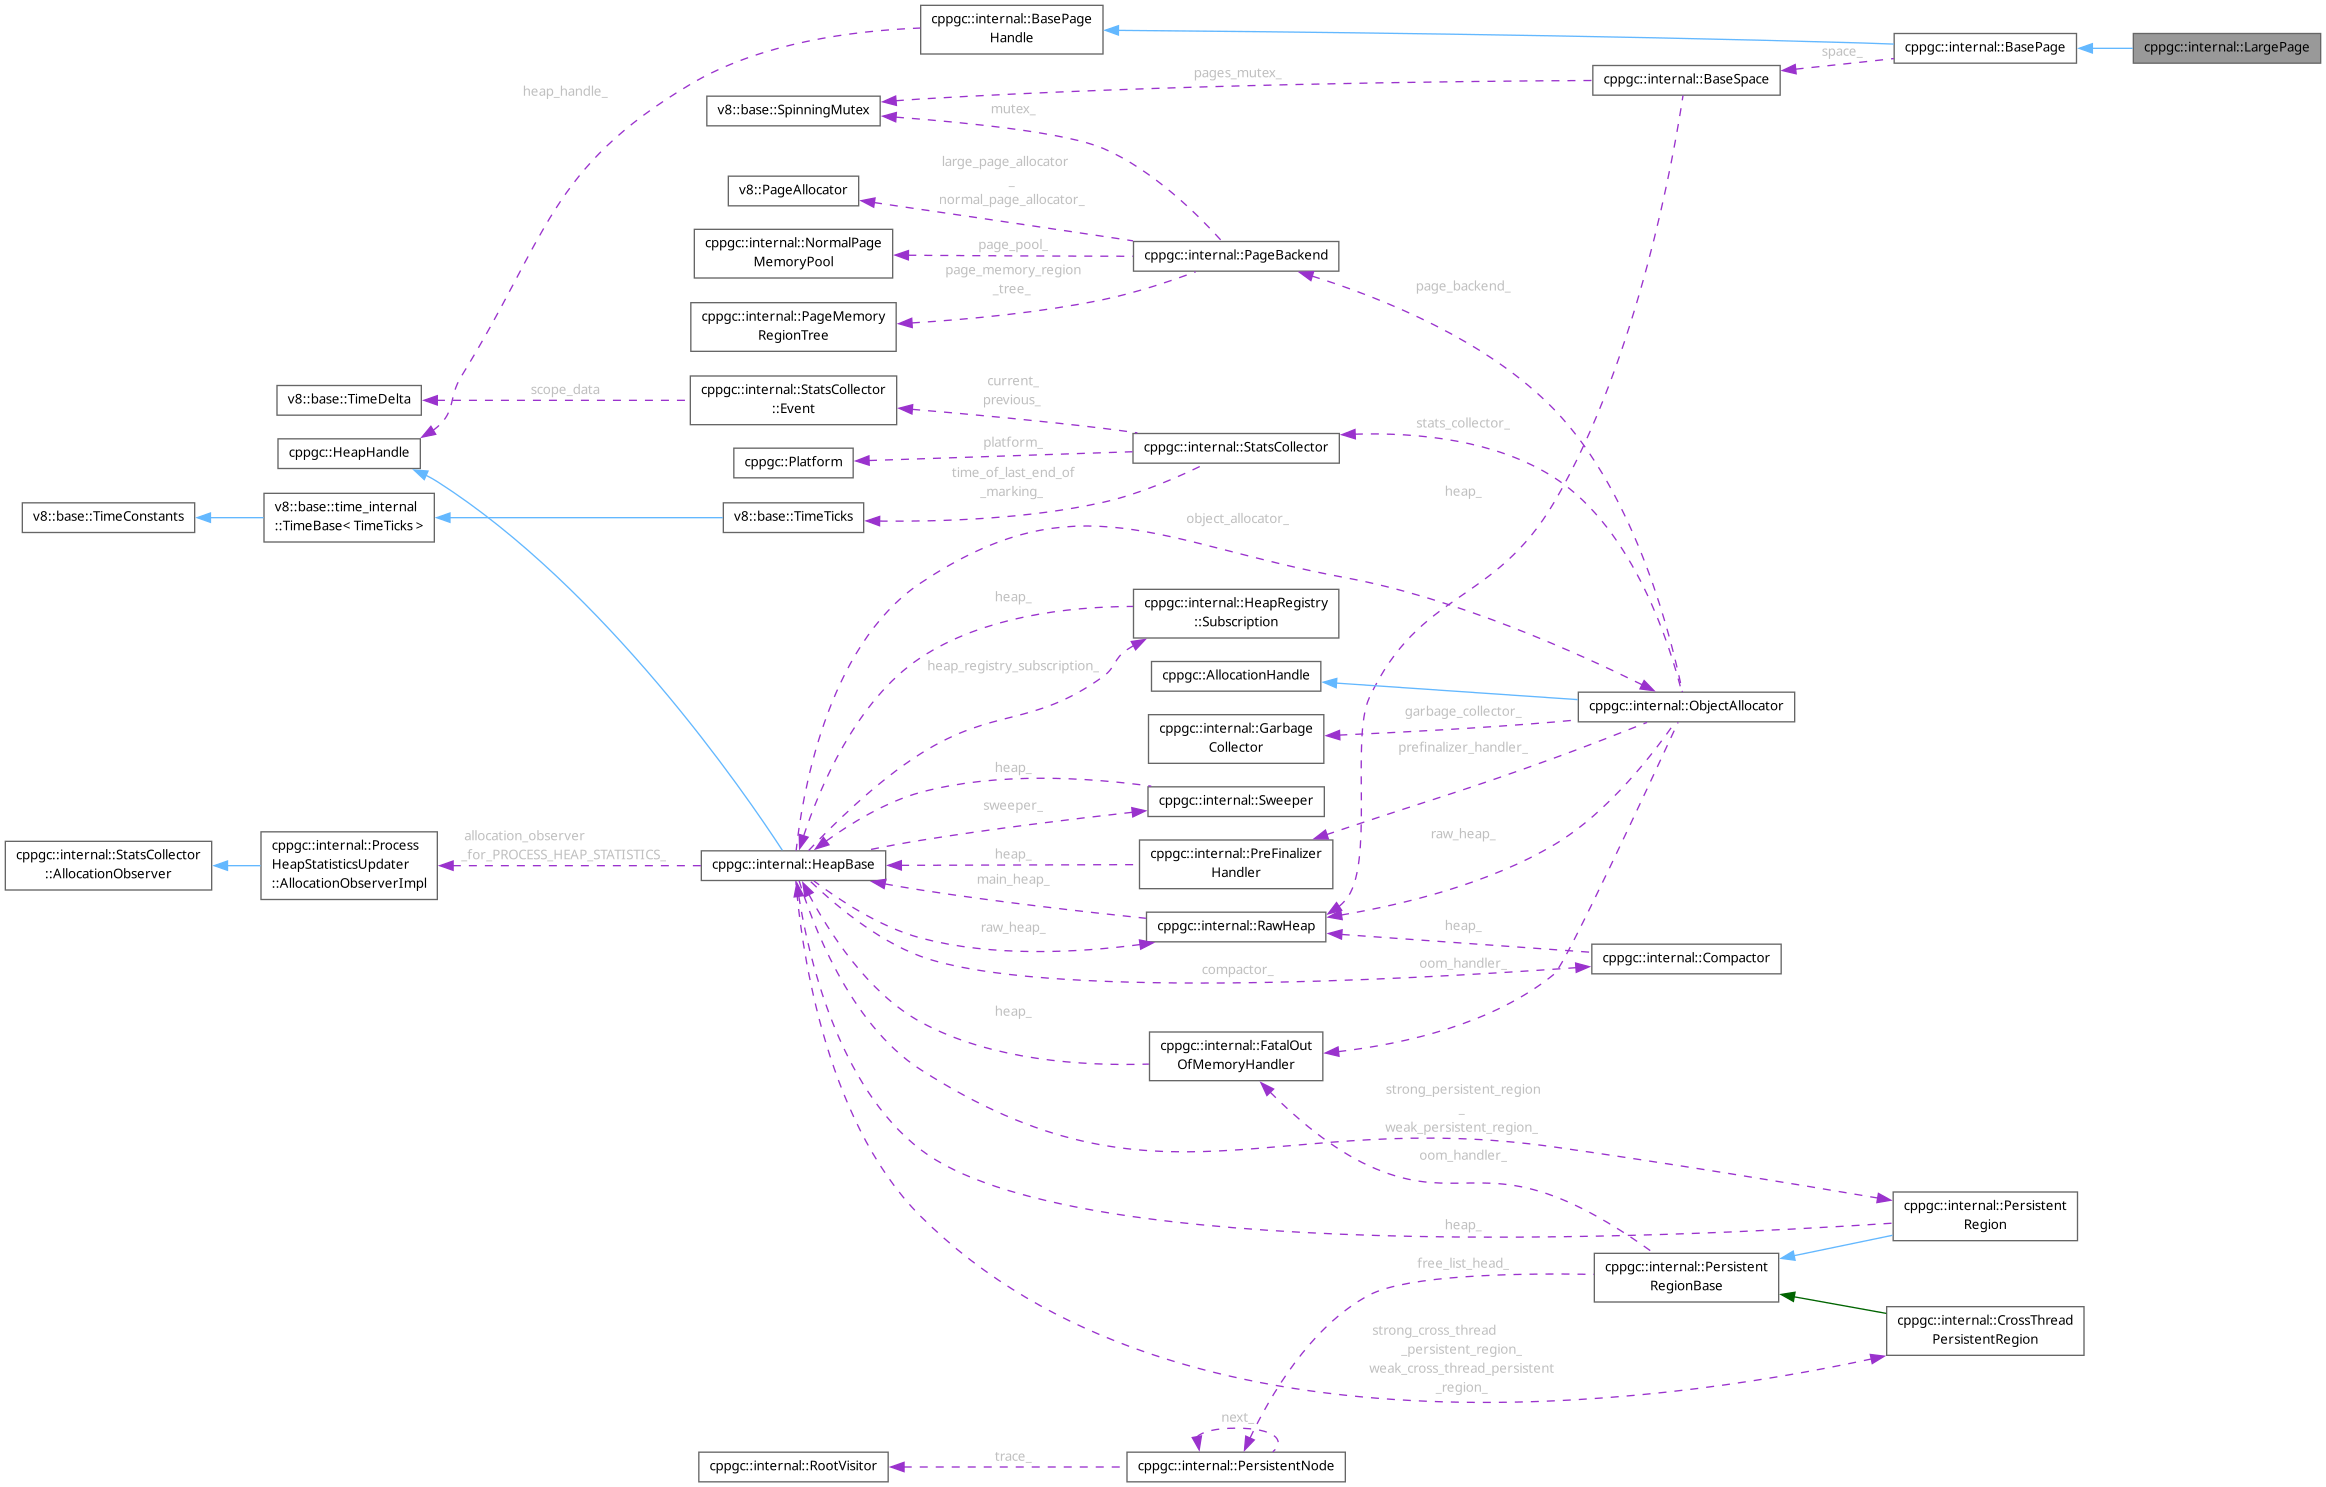 cppgc::internal::BasePage
Handle
cppgc::internal::BasePage
cppgc::internal::LargePage
space_
cppgc::internal::BaseSpace
pages_mutex_
heap_handle_
v8::base::SpinningMutex
mutex_
large_page_allocator
_
normal_page_allocator_
v8::PageAllocator
cppgc::internal::NormalPage
MemoryPool
page_pool_
cppgc::internal::PageBackend
page_memory_region
_tree_
page_backend_
cppgc::internal::PageMemory
RegionTree
v8::base::TimeDelta
scope_data
cppgc::internal::StatsCollector
::Event
current_
previous_
stats_collector_
cppgc::HeapHandle
cppgc::Platform
platform_
cppgc::internal::StatsCollector
time_of_last_end_of
_marking_
heap_
v8::base::TimeConstants
v8::base::time_internal
::TimeBase< TimeTicks >
v8::base::TimeTicks
object_allocator_
heap_
cppgc::internal::HeapRegistry
::Subscription
heap_registry_subscription_
cppgc::AllocationHandle
cppgc::internal::ObjectAllocator
garbage_collector_
cppgc::internal::Garbage
Collector
prefinalizer_handler_
heap_
cppgc::internal::Sweeper
sweeper_
raw_heap_
allocation_observer
_for_PROCESS_HEAP_STATISTICS_
cppgc::internal::StatsCollector
::AllocationObserver
cppgc::internal::Process
HeapStatisticsUpdater
::AllocationObserverImpl
cppgc::internal::HeapBase
heap_
cppgc::internal::PreFinalizer
Handler
main_heap_
raw_heap_
cppgc::internal::RawHeap
heap_
cppgc::internal::Compactor
compactor_
oom_handler_
heap_
cppgc::internal::FatalOut
OfMemoryHandler
strong_persistent_region
_
weak_persistent_region_
oom_handler_
cppgc::internal::Persistent
Region
heap_
cppgc::internal::Persistent
RegionBase
free_list_head_
cppgc::internal::CrossThread
PersistentRegion
strong_cross_thread
_persistent_region_
weak_cross_thread_persistent
_region_
next_
cppgc::internal::RootVisitor
trace_
cppgc::internal::PersistentNode